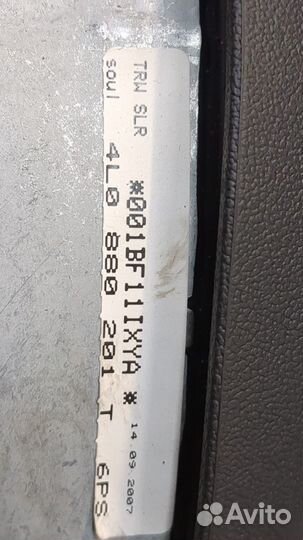 TRW SLR
*001BF11IXYA *
14.09.2007
soul 4L0 880 201 T 6PS
Avito